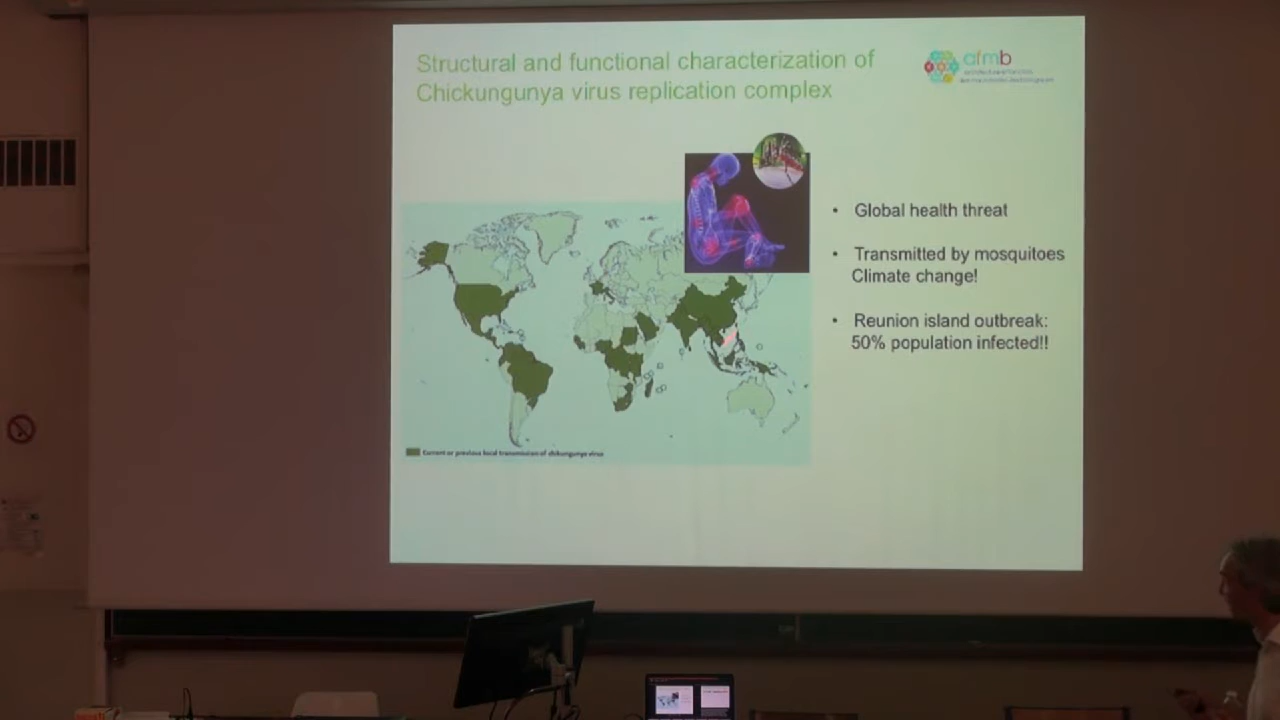 Structural and functional characterization of
Chickungunya virus replication complex
afmb
• Global health threat
• Transmitted by mosquitoes
Climate change!
• Reunion island outbreak:
50% population infected!!
Current or previous local transmission of chikungunya virus